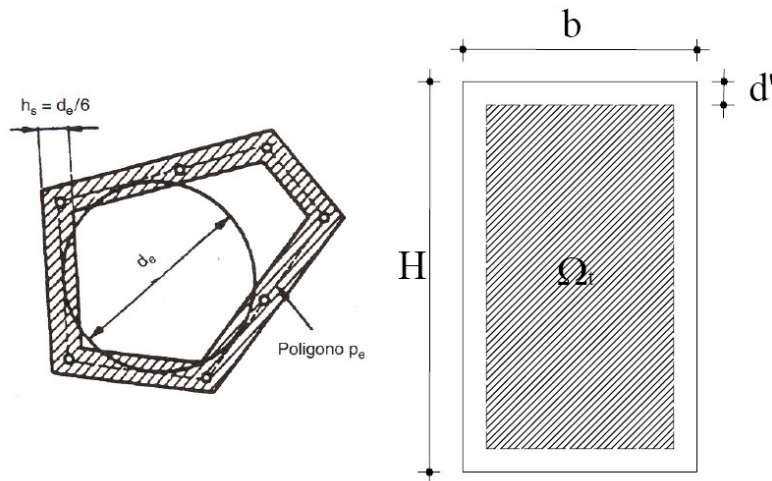 h_s = d_e/6
d_e
Poligono p_e
b
d'
H
Ω_t